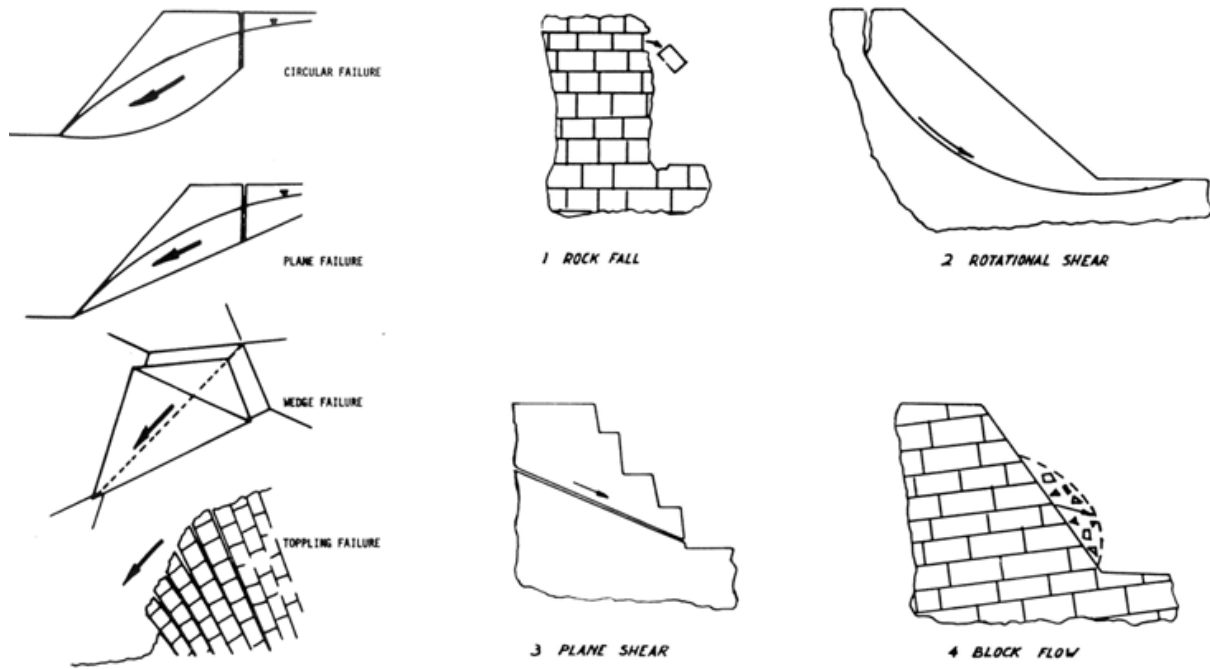 CIRCULAR FAILURE
PLANE FAILURE
WEDGE FAILURE
TOPPLING FAILURE
1 ROCK FALL
2 ROTATIONAL SHEAR
3 PLANE SHEAR
4 BLOCK FLOW